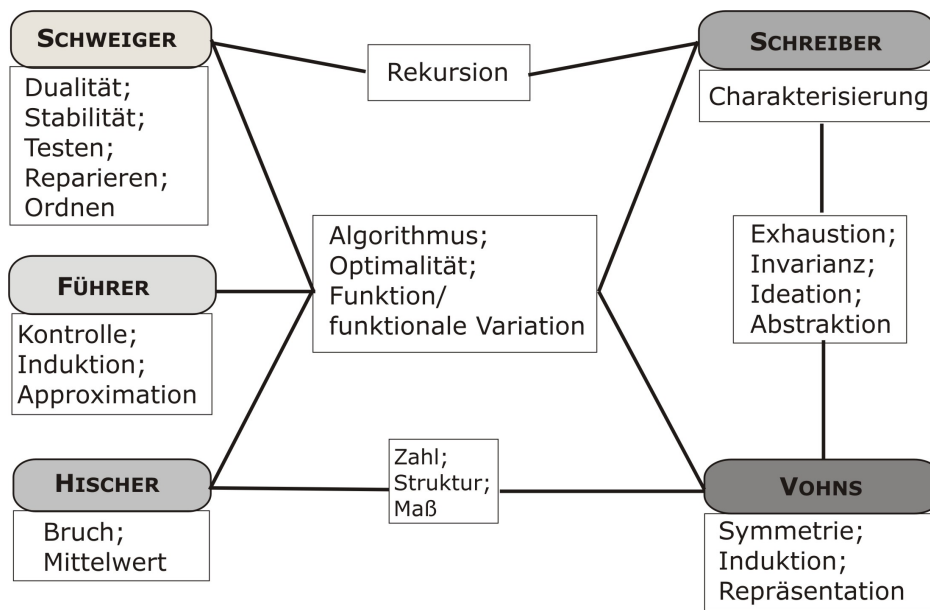 SCHWEIGER
Dualität;
Stabilität;
Testen;
Reparieren;
Ordnen
Rekursion
SCHREIBER
Charakterisierung
FÜHRER
Kontrolle;
Induktion;
Approximation
Algorithmus;
Optimalität;
Funktion/
funktionale Variation
Exhaustion;
Invarianz;
Ideation;
Abstraktion
HISCHER
Bruch;
Mittelwert
Zahl;
Struktur;
Maß
VOHNS
Symmetrie;
Induktion;
Repräsentation